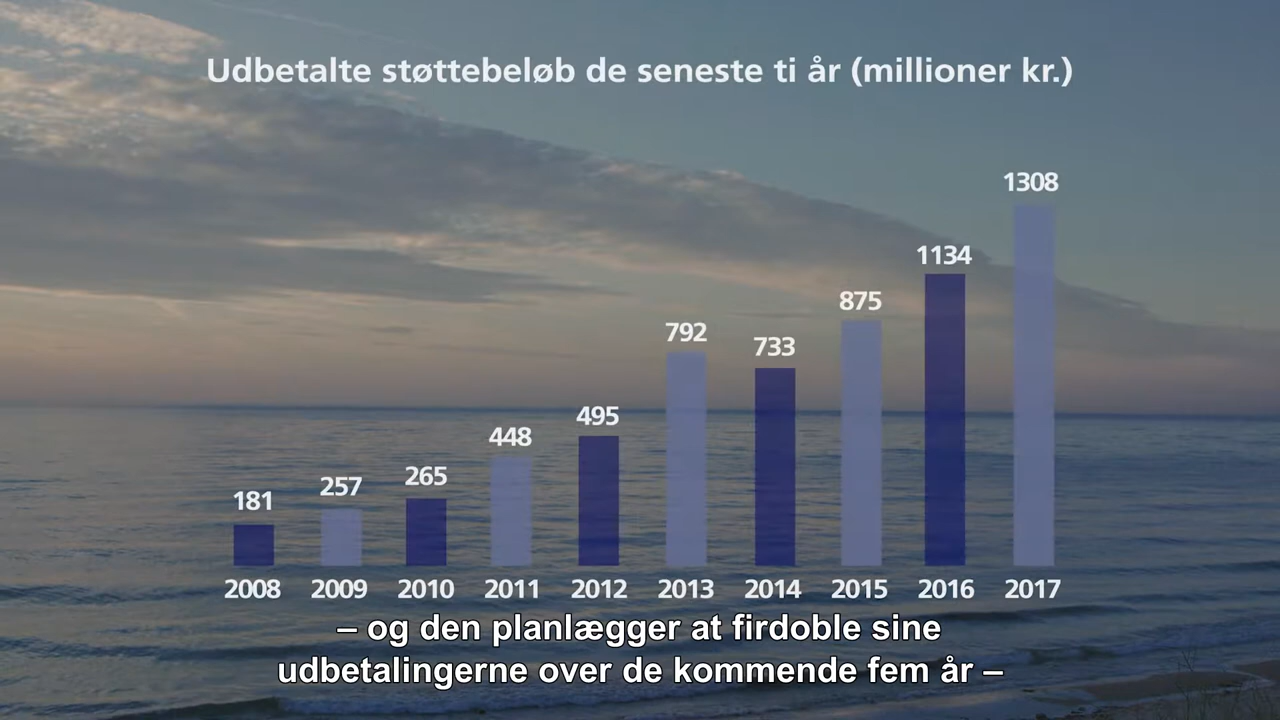 Udbetalte støttebeløb de seneste ti år (millioner kr.)
181 257 265 448 495 792 733 875 1134 1308
2008 2009 2010 2011 2012 2013 2014 2015 2016 2017
– og den planlægger at firdoble sine
udbetalingerne over de kommende fem år –